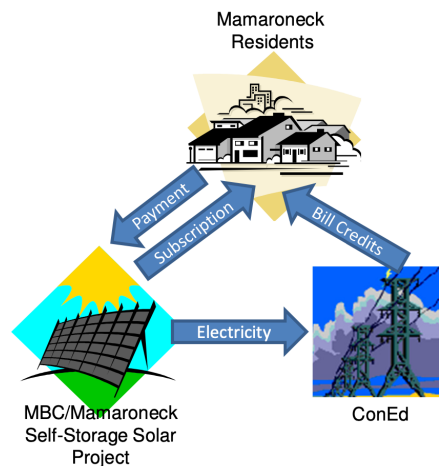 Mamaroneck
Residents
Payment
Subscription
Bill Credits
Electricity
MBC/Mamaroneck
Self-Storage Solar
Project
ConEd